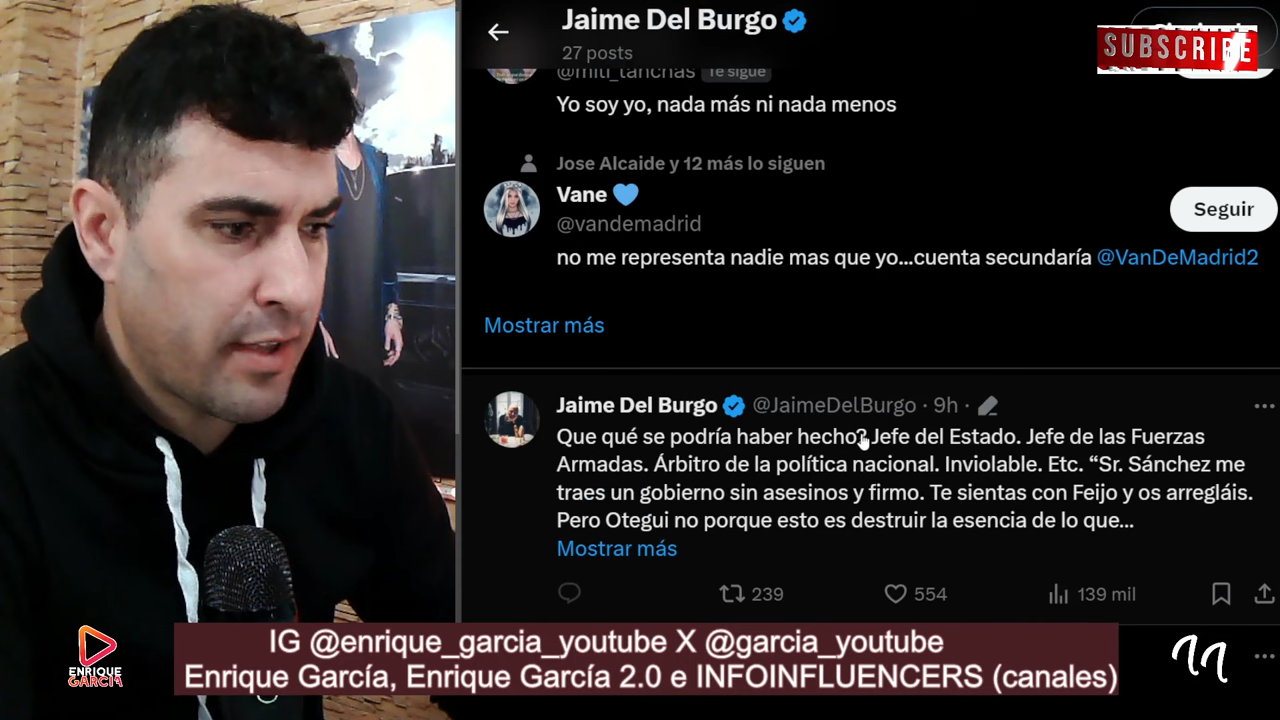 Jaime Del Burgo
27 posts
SUBSCRIBE
@miti_tanchas Te sigue
Yo soy yo, nada más ni nada menos
Jose Alcaide y 12 más lo siguen
Vane
@vandemadrid
Seguir
no me representa nadie mas que yo...cuenta secundaría @VanDeMadrid2
Mostrar más
Jaime Del Burgo @JaimeDelBurgo · 9h ·
Que qué se podría haber hecho? Jefe del Estado. Jefe de las Fuerzas
Armadas. Árbitro de la política nacional. Inviolable. Etc. “Sr. Sánchez me
traes un gobierno sin asesinos y firmo. Te sientas con Feijo y os arregláis.
Pero Otegui no porque esto es destruir la esencia de lo que...
Mostrar más
239
554
139 mil
IG @enrique_garcia_youtube X @garcia_youtube
Enrique García, Enrique García 2.0 e INFOINFLUENCERS (canales)
ENRIQUE
GARCÍA